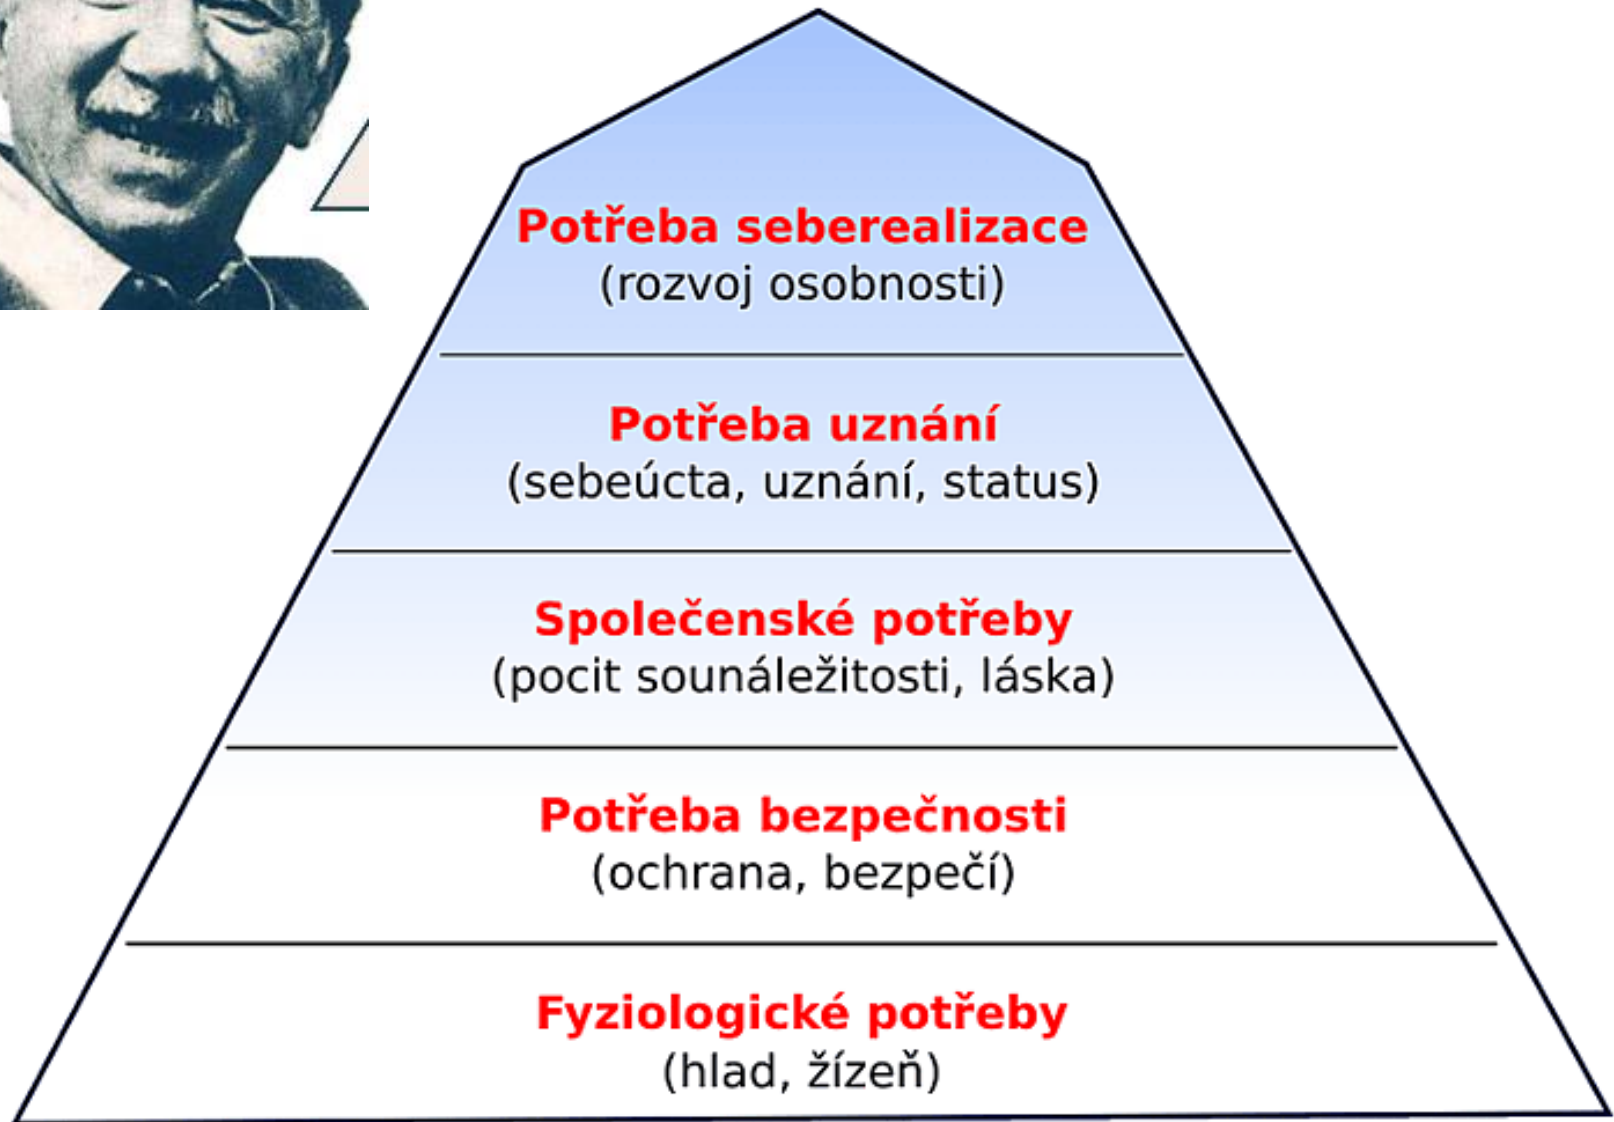 Potřeba seberealizace
(rozvoj osobnosti)
Potřeba uznání
(sebeúcta, uznání, status)
Společenské potřeby
(pocit sounáležitosti, láska)
Potřeba bezpečnosti
(ochrana, bezpečí)
Fyziologické potřeby
(hlad, žízeň)